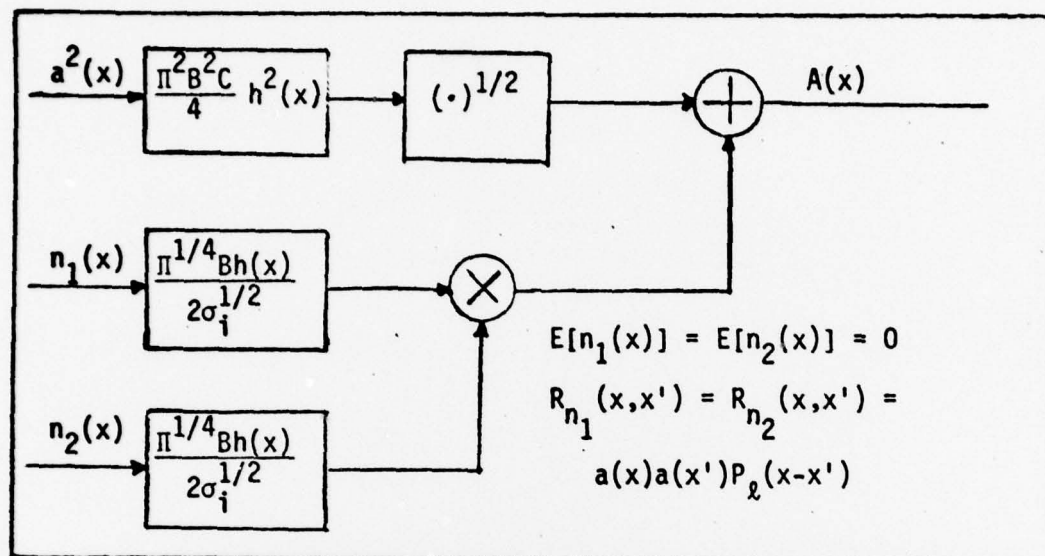 a²(x)
Π²B²C / 4 h²(x)
(·)^1/2
+
A(x)
n₁(x)
Π^1/4 Bh(x) / 2σᵢ^1/2
×
E[n₁(x)] = E[n₂(x)] = 0
R_n₁(x,x') = R_n₂(x,x') =
a(x)a(x')P_ℓ(x-x')
n₂(x)
Π^1/4 Bh(x) / 2σᵢ^1/2